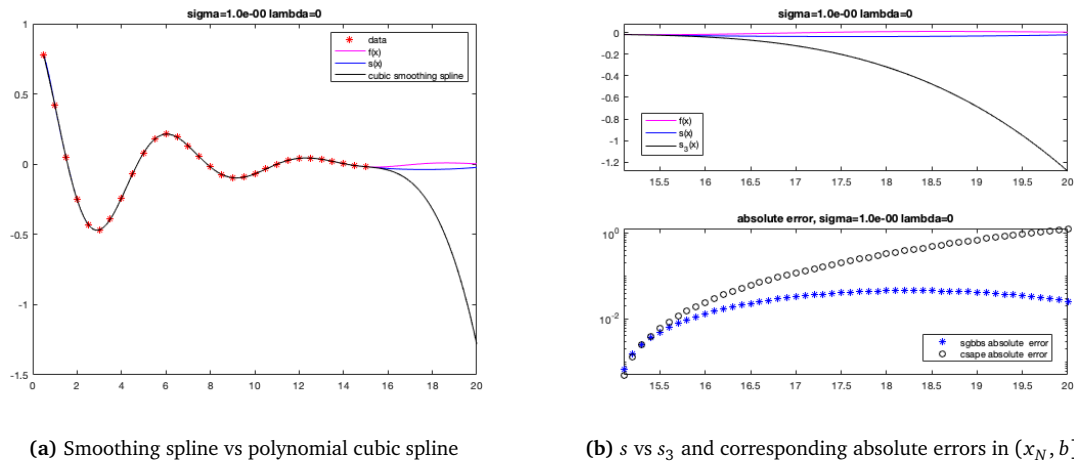 sigma=1.0e-00 lambda=0
1
0.5
0
-0.5
-1
-1.5
0 2 4 6 8 10 12 14 16 18 20
data
f(x)
s(x)
cubic smoothing spline
(a) Smoothing spline vs polynomial cubic spline
sigma=1.0e-00 lambda=0
0
-0.2
-0.4
-0.6
-0.8
-1
-1.2
f(x)
s(x)
s₃(x)
15.5 16 16.5 17 17.5 18 18.5 19 19.5 20
absolute error, sigma=1.0e-00 lambda=0
10⁰
10⁻²
sgbbs absolute error
csape absolute error
15.5 16 16.5 17 17.5 18 18.5 19 19.5 20
(b) s vs s₃ and corresponding absolute errors in (x_N, b]